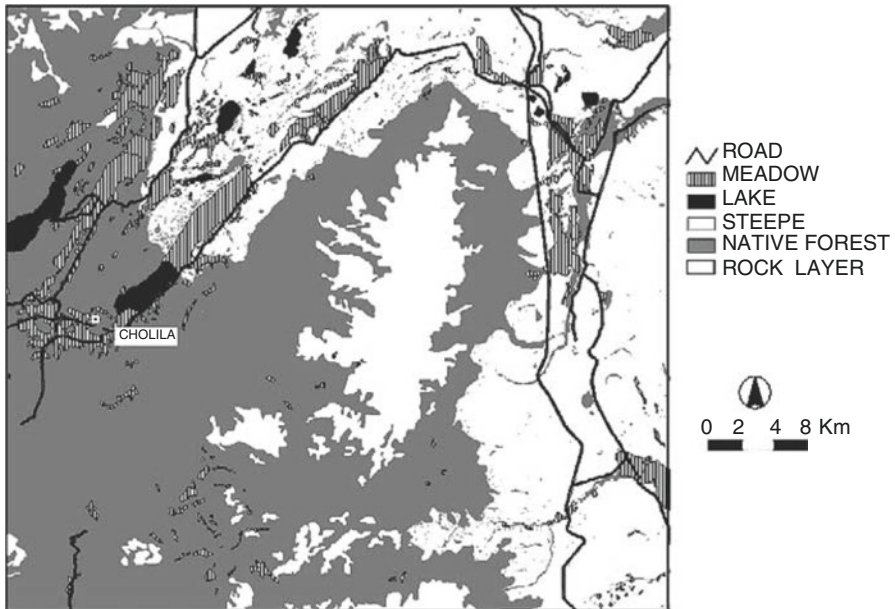 ROAD
MEADOW
LAKE
STEEPE
NATIVE FOREST
ROCK LAYER
CHOLILA
0 2 4 8 Km